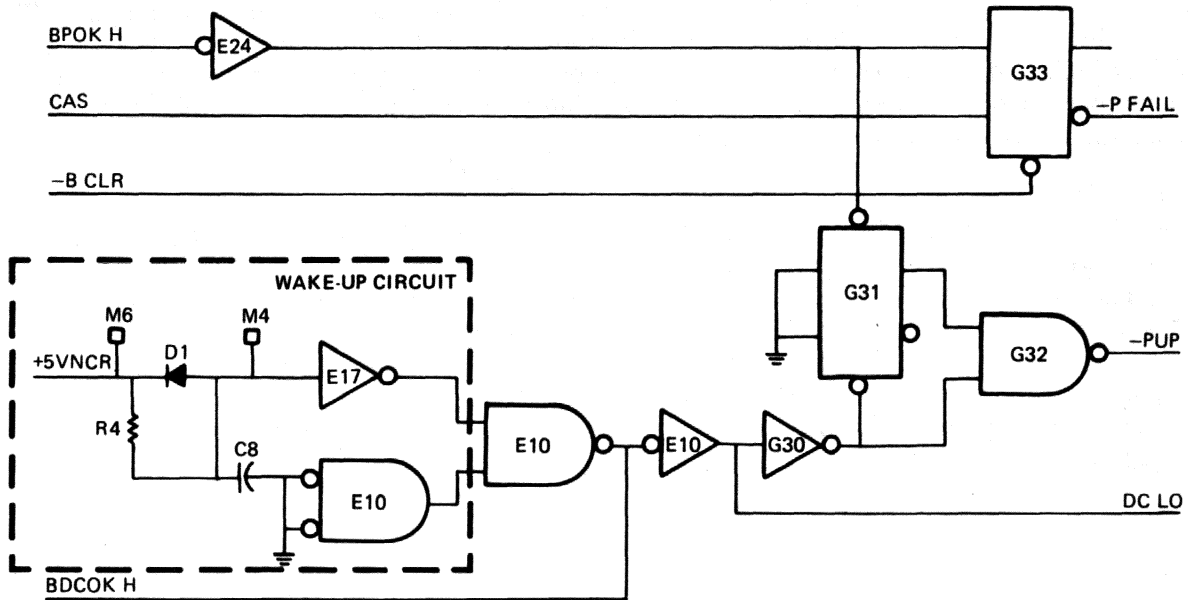 BPOK H
E24
G33
CAS
–P FAIL
–B CLR
WAKE-UP CIRCUIT
G31
M6
M4
+5VNCR
D1
E17
G32
–PUP
R4
C8
E10
E10
G30
E10
DC LO
BDCOK H